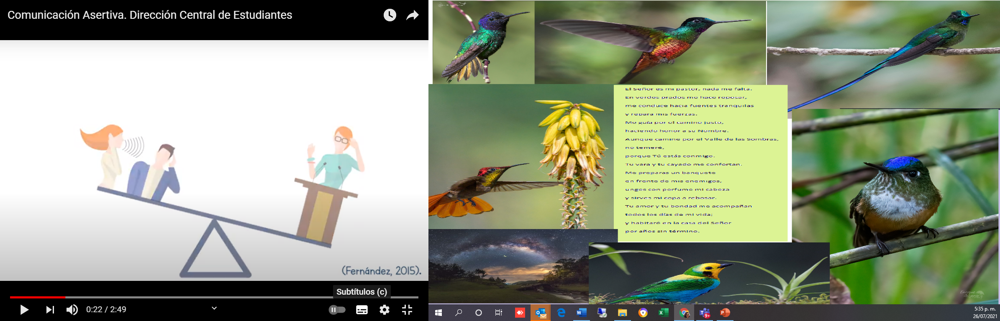 Comunicación Asertiva. Dirección Central de Estudiantes
(Fernández, 2015).
Subtítulos (c)
0:22 / 2:49
El Señor es mi pastor, nada me falta.
En verdes prados me hace reposar,
me conduce hacia fuentes tranquilas
y repara mis fuerzas.
Me guía por el camino justo,
haciendo honor a su Nombre.
Aunque camine por el Valle de las Sombras,
no temeré,
porque Tú estás conmigo.
Tu vara y tu cayado me confortan.
Me preparas un banquete
en frente de mis enemigos,
unges con perfume mi cabeza
y sirves mi copa a rebosar.
Tu amor y tu bondad me acompañan
todos los días de mi vida;
y habitaré en la casa del Señor
por años sin término.
Enrique
Ascanio
9+
5:35 p. m.
26/07/2021